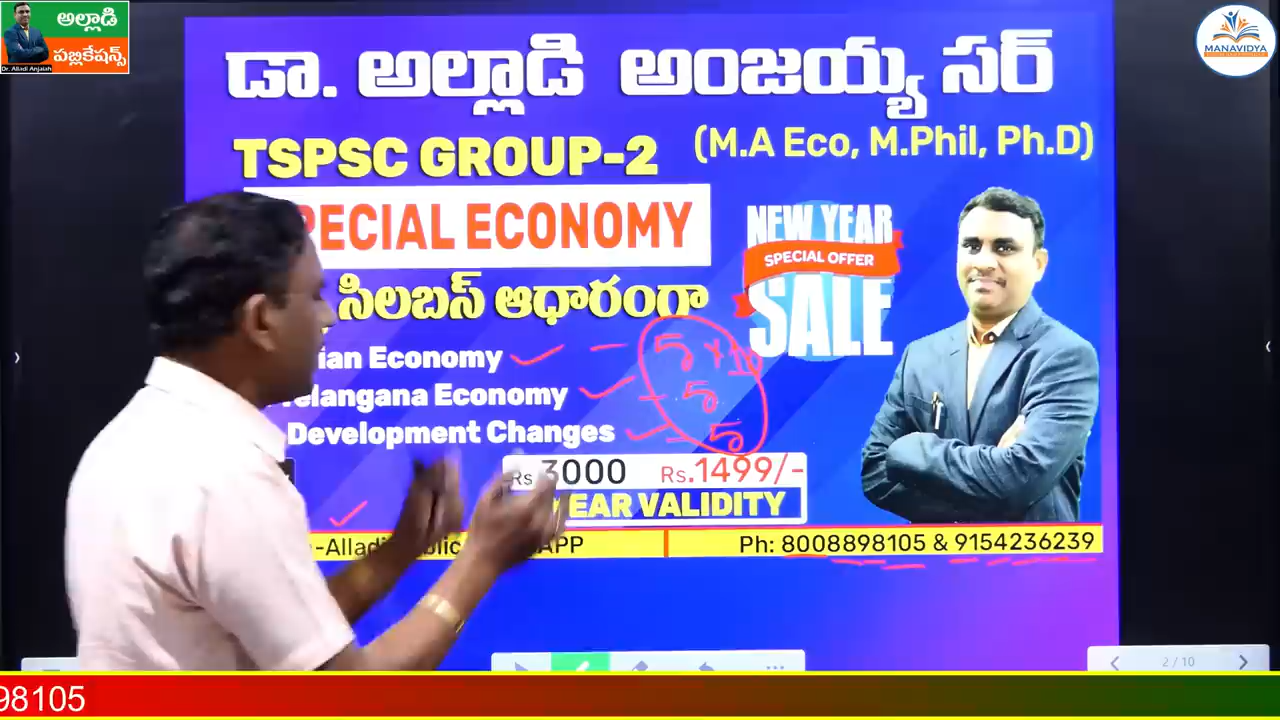 అల్లాడి
పబ్లికేషన్స్
Dr. Alladi Anjaiah
MANAVIDYA
డా. అల్లాడి అంజయ్య సర్
TSPSC GROUP-2
(M.A Eco, M.Phil, Ph.D)
ECIAL ECONOMY
సిలబస్ ఆధారంగా
NEW YEAR
SPECIAL OFFER
SALE
ian Economy
5 × 10
elangana Economy
5
Development Changes
5
Rs 3000 Rs.1499/-
EAR VALIDITY
-Alladi APP
Ph: 8008898105 & 9154236239
2 / 10
98105